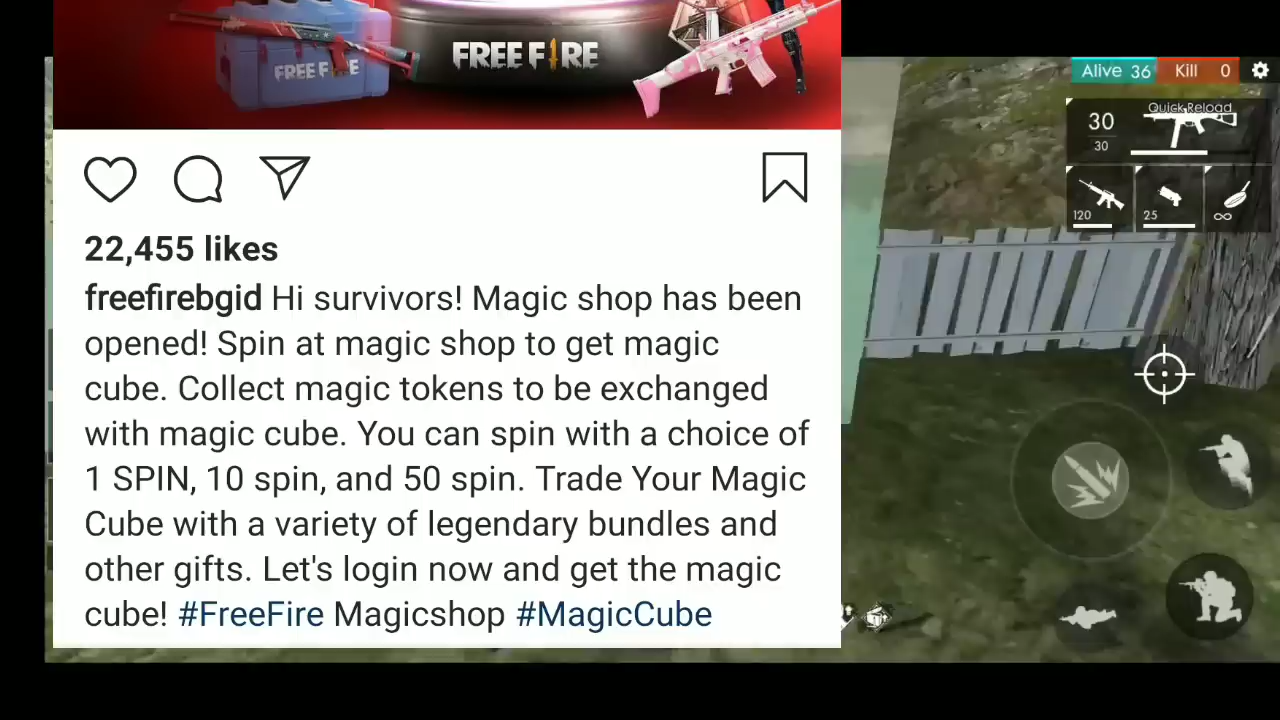 FREE FIRE
FREE FIRE
22,455 likes
freefirebgid Hi survivors! Magic shop has been
opened! Spin at magic shop to get magic
cube. Collect magic tokens to be exchanged
with magic cube. You can spin with a choice of
1 SPIN, 10 spin, and 50 spin. Trade Your Magic
Cube with a variety of legendary bundles and
other gifts. Let's login now and get the magic
cube! #FreeFire Magicshop #MagicCube
Alive 36 Kill 0
Quick Reload
30
30
120 25 ∞